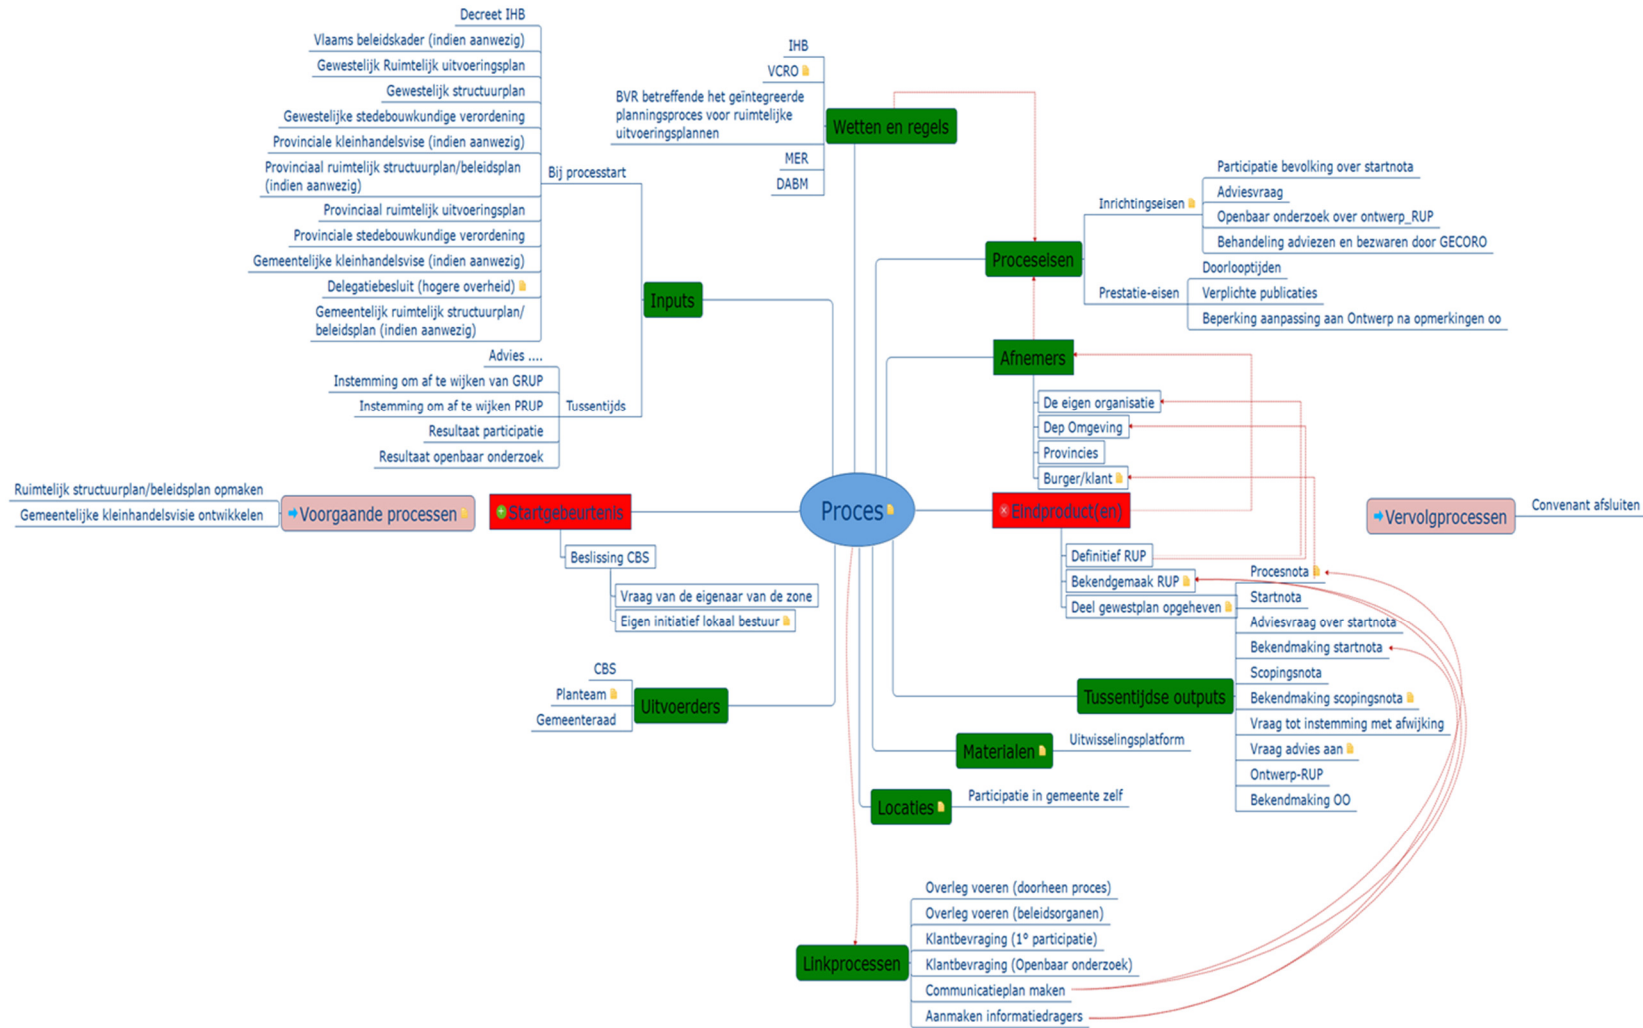 Decreet IHB
Vlaams beleidskader (indien aanwezig)
Gewestelijk Ruimtelijk uitvoeringsplan
Gewestelijk structuurplan
Gewestelijke stedebouwkundige verordening
Provinciale kleinhandelsvise (indien aanwezig)
Provinciaal ruimtelijk structuurplan/beleidsplan
(indien aanwezig)
Provinciaal ruimtelijk uitvoeringsplan
Provinciale stedebouwkundige verordening
Gemeentelijke kleinhandelsvise (indien aanwezig)
Delegatiebesluit (hogere overheid)
Gemeentelijk ruimtelijk structuurplan/
beleidsplan (indien aanwezig)
Bij processtart
Inputs
Advies ....
Instemming om af te wijken van GRUP
Instemming om af te wijken PRUP
Resultaat participatie
Resultaat openbaar onderzoek
Tussentijds
IHB
VCRO
BVR betreffende het geïntegreerde
planningsproces voor ruimtelijke
uitvoeringsplannen
MER
DABM
Wetten en regels
Proceseisen
Inrichtingseisen
Participatie bevolking over startnota
Adviesvraag
Openbaar onderzoek over ontwerp_RUP
Behandeling adviezen en bezwaren door GECORO
Prestatie-eisen
Doorlooptijden
Verplichte publicaties
Beperking aanpassing aan Ontwerp na opmerkingen oo
Afnemers
De eigen organisatie
Dep Omgeving
Provincies
Burger/klant
Ruimtelijk structuurplan/beleidsplan opmaken
Gemeentelijke kleinhandelsvisie ontwikkelen
Voorgaande processen
Startgebeurtenis
Beslissing CBS
Vraag van de eigenaar van de zone
Eigen initiatief lokaal bestuur
Proces
Eindproduct(en)
Definitief RUP
Bekendgemaak RUP
Deel gewestplan opgeheven
Vervolgprocessen
Convenant afsluiten
CBS
Planteam
Gemeenteraad
Uitvoerders
Tussentijdse outputs
Procesnota
Startnota
Adviesvraag over startnota
Bekendmaking startnota
Scopingsnota
Bekendmaking scopingsnota
Vraag tot instemming met afwijking
Vraag advies aan
Ontwerp-RUP
Bekendmaking OO
Materialen
Uitwisselingsplatform
Locaties
Participatie in gemeente zelf
Linkprocessen
Overleg voeren (doorheen proces)
Overleg voeren (beleidsorganen)
Klantbevraging (1° participatie)
Klantbevraging (Openbaar onderzoek)
Communicatieplan maken
Aanmaken informatiedragers